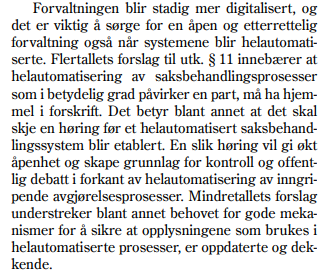 Forvaltningen blir stadig mer digitalisert, og
det er viktig å sørge for en åpen og etterrettelig
forvaltning også når systemene blir helautomati-
serte. Flertallets forslag til utk. § 11 innebærer at
helautomatisering av saksbehandlingsprosesser
som i betydelig grad påvirker en part, må ha hjem-
mel i forskrift. Det betyr blant annet at det skal
skje en høring før et helautomatisert saksbehand-
lingssystem blir etablert. En slik høring vil gi økt
åpenhet og skape grunnlag for kontroll og offent-
lig debatt i forkant av helautomatisering av inngri-
pende avgjørelsesprosesser. Mindretallets forslag
understreker blant annet behovet for gode meka-
nismer for å sikre at opplysningene som brukes i
helautomatiserte prosesser, er oppdaterte og dek-
kende.